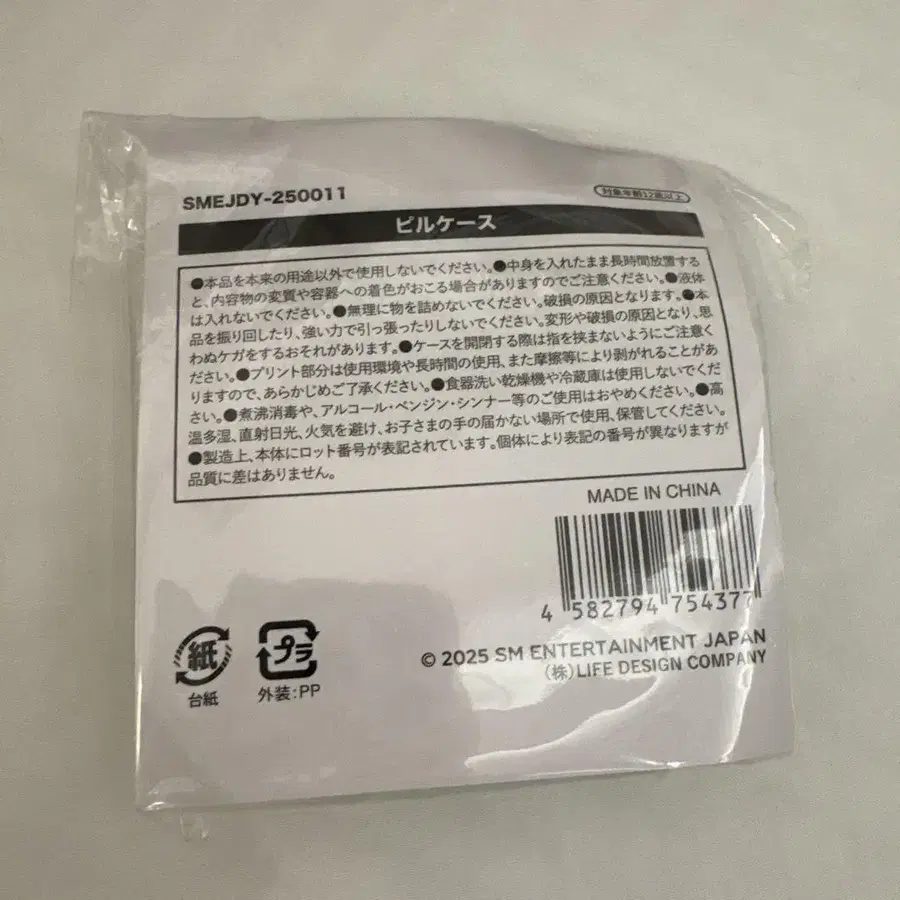 SMEJDY-250011
対象年齢12歳以上
ピルケース
●本品を本来の用途以外で使用しないでください。●中身を入れたまま長時間放置する
と、内容物の変質や容器への着色がおこる場合がありますのでご注意ください。●液体
は入れないでください。●無理に物を詰めないでください。破損の原因となります。●本
品を振り回したり、強い力で引っ張ったりしないでください。変形や破損の原因となり、思
わぬケガをするおそれがあります。●ケースを開閉する際は指を挟まないようにご注意く
ださい。●プリント部分は使用環境や長時間の使用、また摩擦等により剥がれることがあ
りますので、あらかじめご了承ください。●食器洗い乾燥機や冷蔵庫は使用しないでくだ
さい。●煮沸消毒や、アルコール・ベンジン・シンナー等のご使用はおやめください。●高
温多湿、直射日光、火気を避け、お子さまの手の届かない場所で使用、保管してください。
●製造上、本体にロット番号が表記されています。個体により表記の番号が異なりますが
品質に差はありません。
MADE IN CHINA
4 582794 754377
紙
台紙
プラ
外装:PP
© 2025 SM ENTERTAINMENT JAPAN
(株)LIFE DESIGN COMPANY